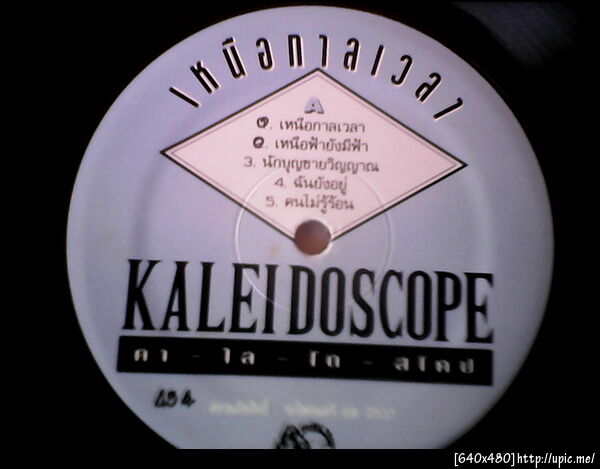 เหนือกาลเวลา
A
๑. เหนือกาลเวลา
๒. เหนือฟ้ายังมีฟ้า
3. นักบุญซายวิญญาณ
4. ฉันยังอยู่
5. คนไม่รู้ร้อน
KALEIDOSCOPE
คา - ไล - โด - สโคป
[640x480]http://upic.me/